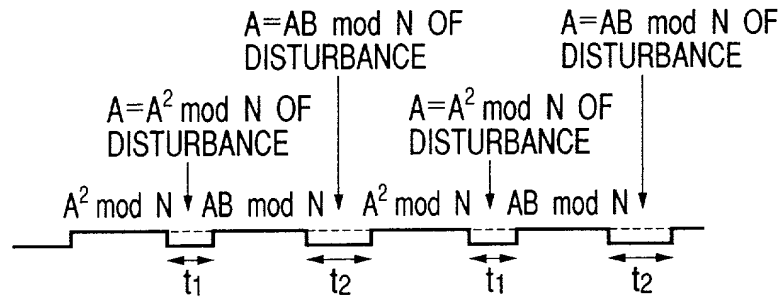 A=AB mod N OF
DISTURBANCE
A=AB mod N OF
DISTURBANCE
A=A² mod N OF
DISTURBANCE
A=A² mod N OF
DISTURBANCE
A² mod N AB mod N A² mod N AB mod N
t₁ t₂ t₁ t₂